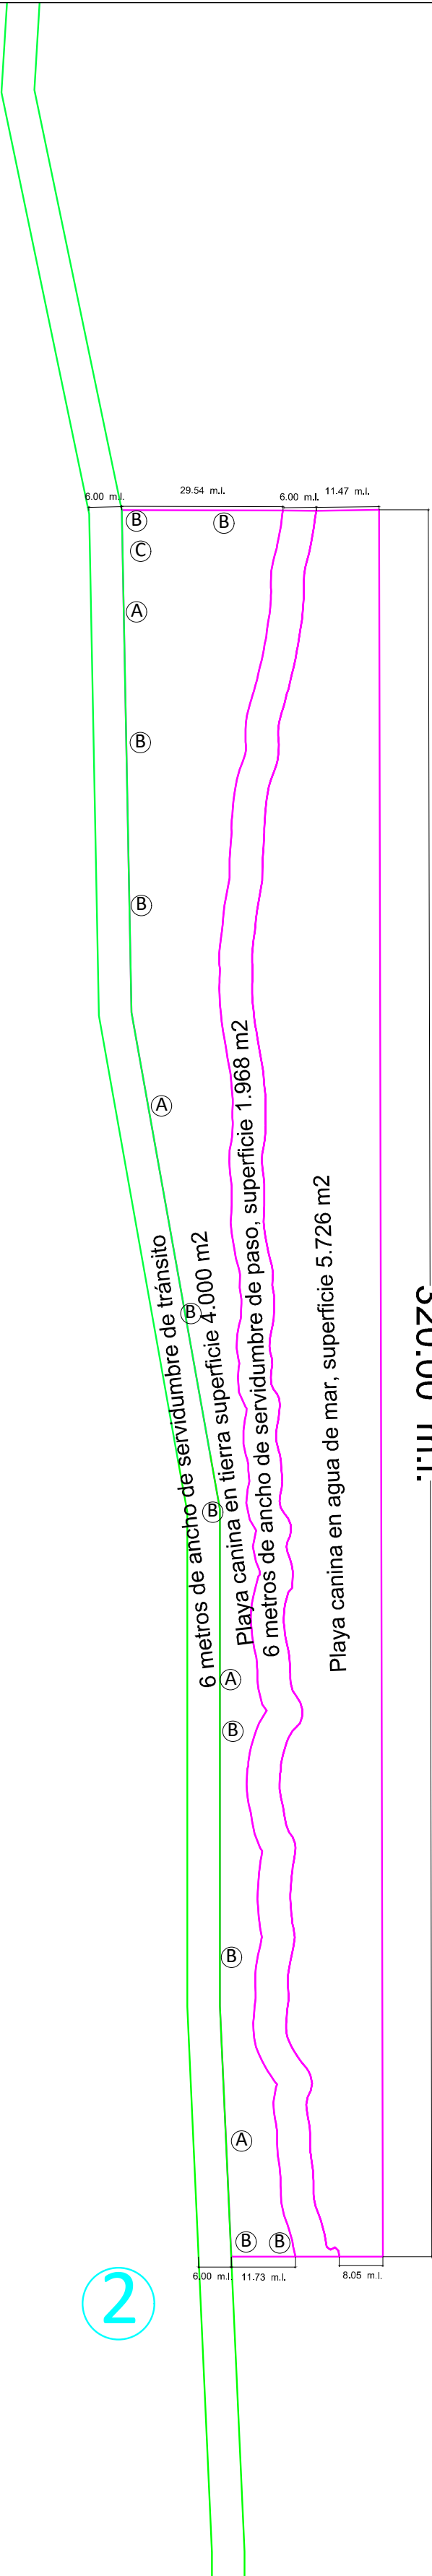 6.00 m.l.
29.54 m.l.
6.00 m.l.
11.47 m.l.
B
B
C
A
B
B
A
6 metros de ancho de servidumbre de tránsito
Playa canina en tierra superficie 4.000 m2
6 metros de ancho de servidumbre de paso, superficie 1.968 m2
Playa canina en agua de mar, superficie 5.726 m2
B
B
A
B
B
A
B
B
6.00 m.l.
11.73 m.l.
8.05 m.l.
2